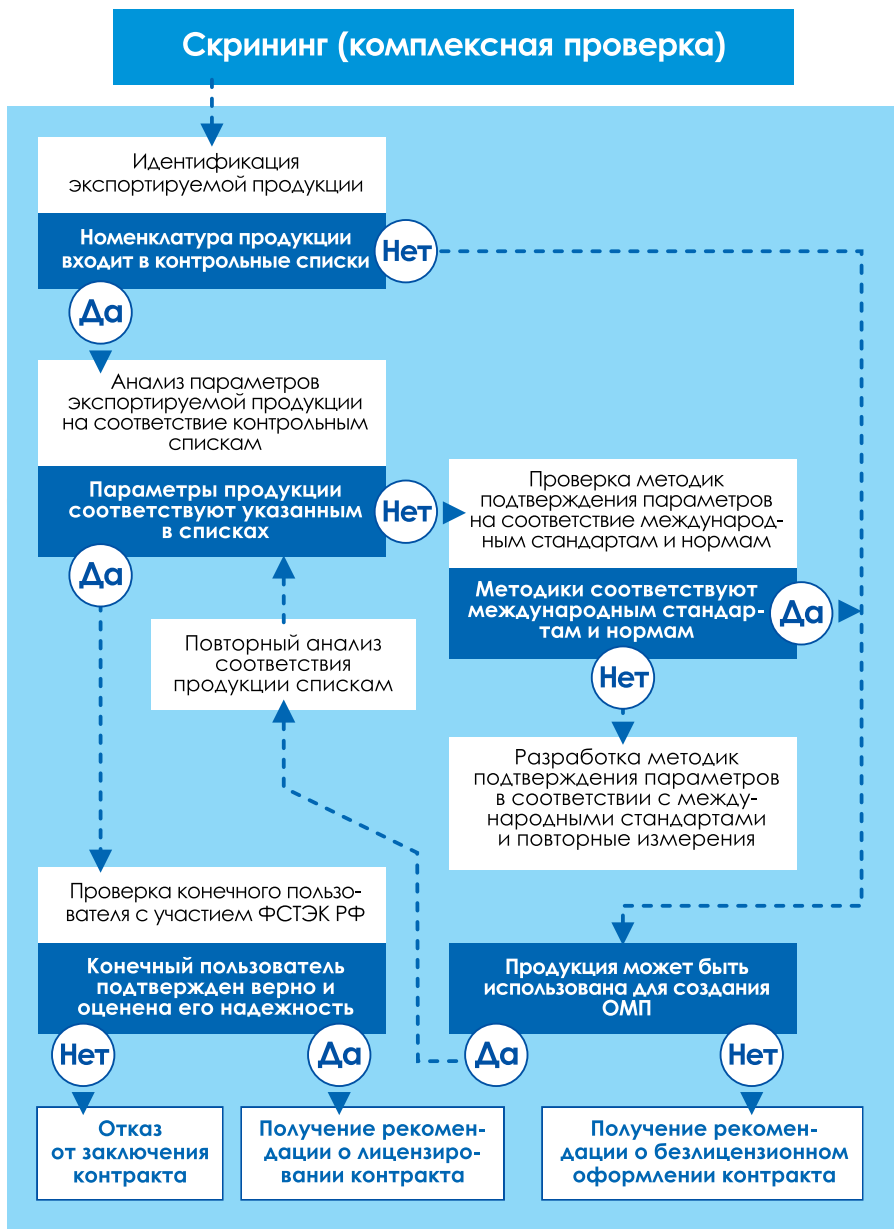 Скрининг (комплексная проверка)
Идентификация
экспортируемой продукции
Номенклатура продукции
входит в контрольные списки
Нет
Да
Анализ параметров
экспортируемой продукции
на соответствие контрольным
спискам
Параметры продукции
соответствуют указанным
в списках
Нет
Да
Проверка методик
подтверждения параметров
на соответствие международ-
ным стандартам и нормам
Методики соответствуют
международным стандар-
там и нормам
Да
Нет
Повторный анализ
соответствия
продукции спискам
Разработка методик
подтверждения параметров
в соответствии с между-
народными стандартами
и повторные измерения
Проверка конечного пользо-
вателя с участием ФСТЭК РФ
Конечный пользователь
подтвержден верно и
оценена его надежность
Нет
Да
Продукция может быть
использована для создания
ОМП
Да
Нет
Отказ
от заключения
контракта
Получение рекомен-
дации о лицензиро-
вании контракта
Получение рекомен-
дации о безлицензионном
оформлении контракта